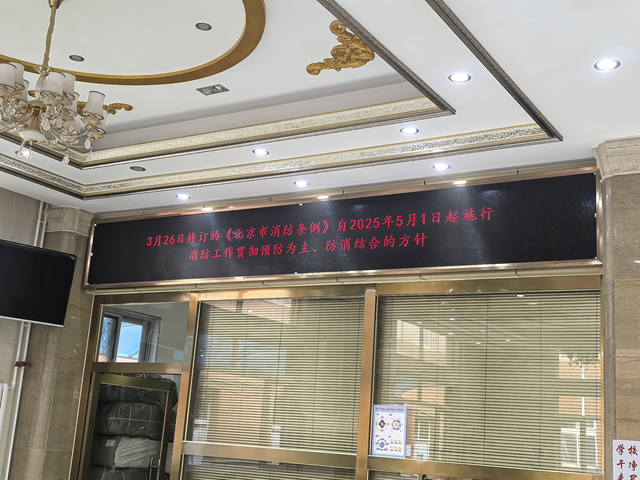 3月26日修订的《北京市消防条例》自2025年5月1日起施行
消防工作贯彻预防为主、防消结合的方针